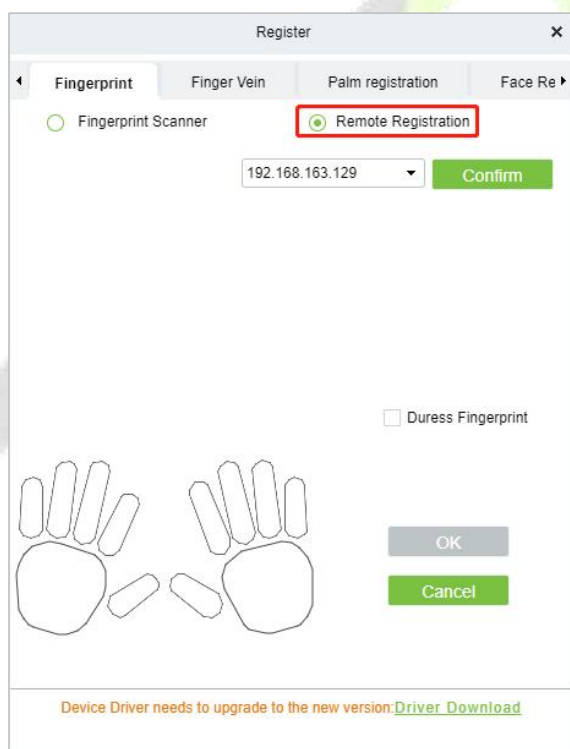 Register ×
Fingerprint Finger Vein Palm registration Face Re
Fingerprint Scanner Remote Registration
192.168.163.129 Confirm
Duress Fingerprint
OK
Cancel
Device Driver needs to upgrade to the new version:Driver Download